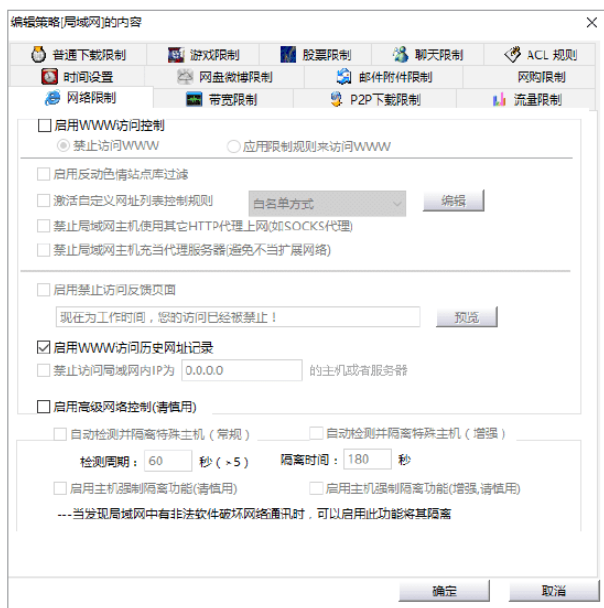 编辑策略[局域网]的内容
普通下载限制 游戏限制 股票限制 聊天限制 ACL 规则
时间设置 网盘微博限制 邮件附件限制 网购限制
网络限制 带宽限制 P2P下载限制 流量限制
启用WWW访问控制
禁止访问WWW 应用限制规则来访问WWW
启用反动色情站点库过滤
激活自定义网址列表控制规则 白名单方式 编辑
禁止局域网主机使用其它HTTP代理上网(如SOCKS代理)
禁止局域网主机充当代理服务器(避免不当扩展网络)
启用禁止访问反馈页面
现在为工作时间，您的访问已经被禁止！ 预览
启用WWW访问历史网址记录
禁止访问局域网内IP为 0.0.0.0 的主机或者服务器
启用高级网络控制(请慎用)
自动检测并隔离特殊主机（常规） 自动检测并隔离特殊主机（增强）
检测周期： 60 秒（>5） 隔离时间： 180 秒
启用主机强制隔离功能(请慎用) 启用主机强制隔离功能(增强,请慎用)
---当发现局域网中有非法软件破坏网络通讯时，可以启用此功能将其隔离
确定 取消